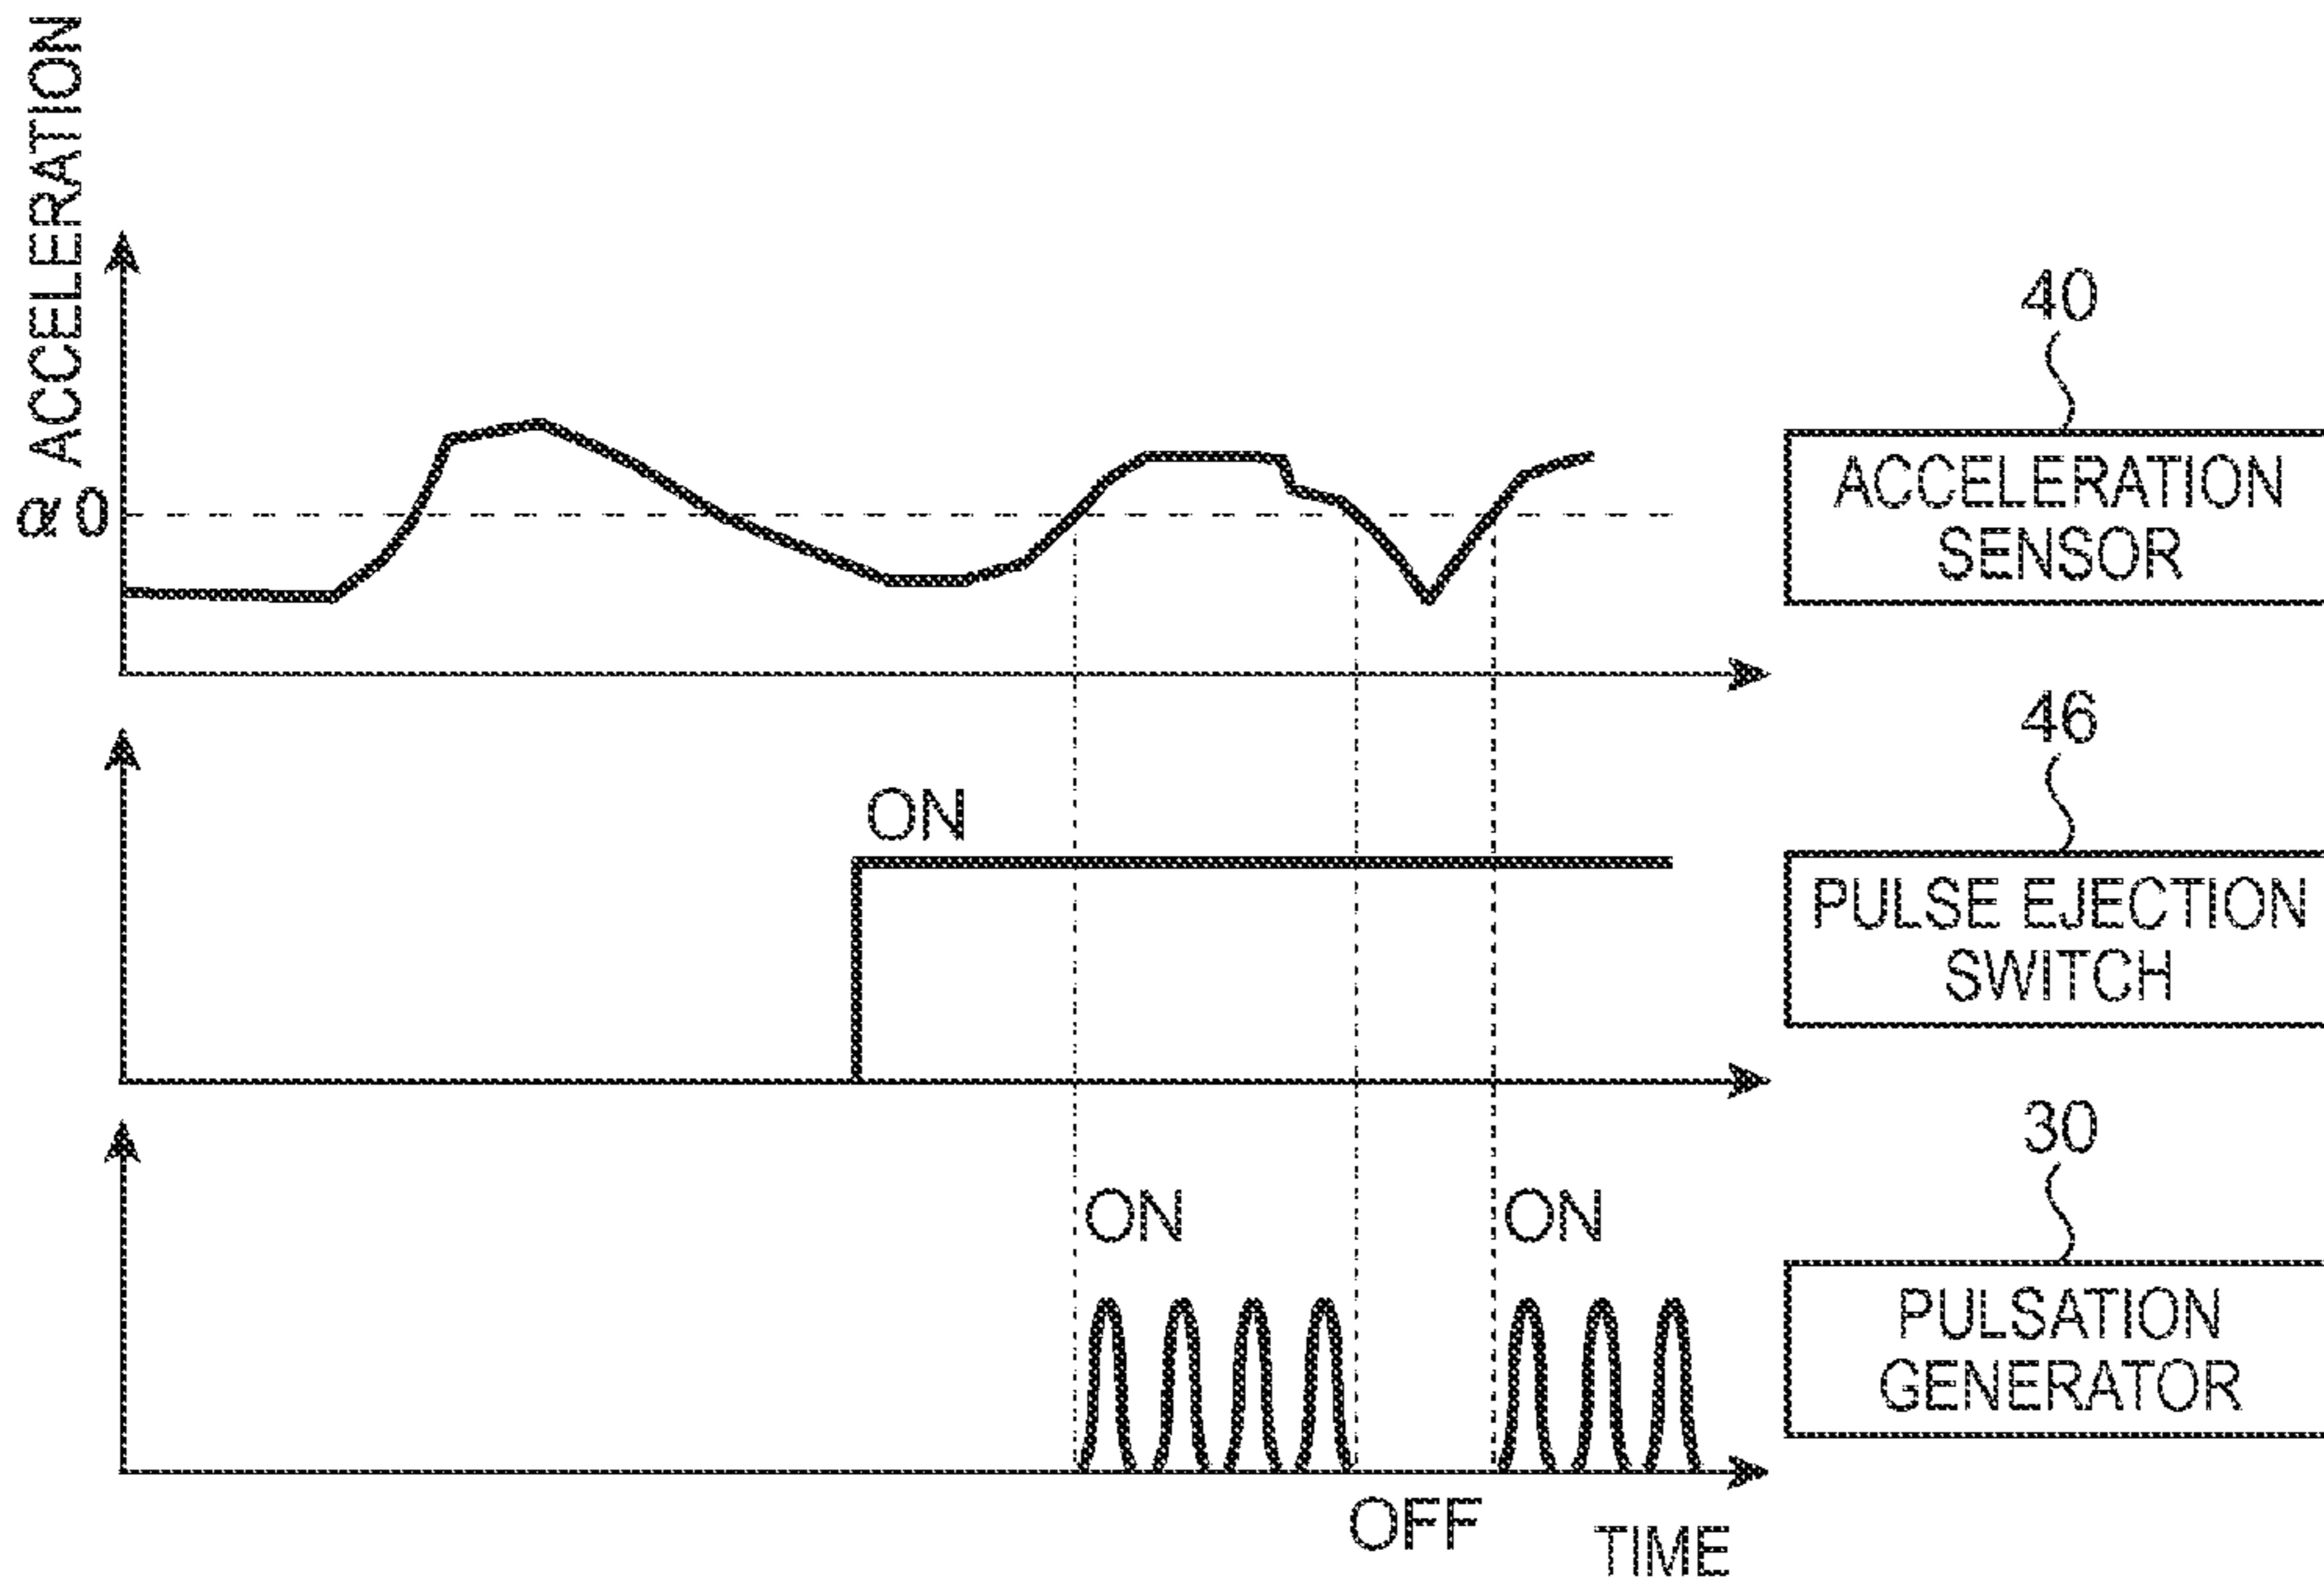 ACCELERATION
α0
40
ACCELERATION
SENSOR
46
ON
PULSE EJECTION
SWITCH
30
ON
ON
PULSATION
GENERATOR
OFF
TIME